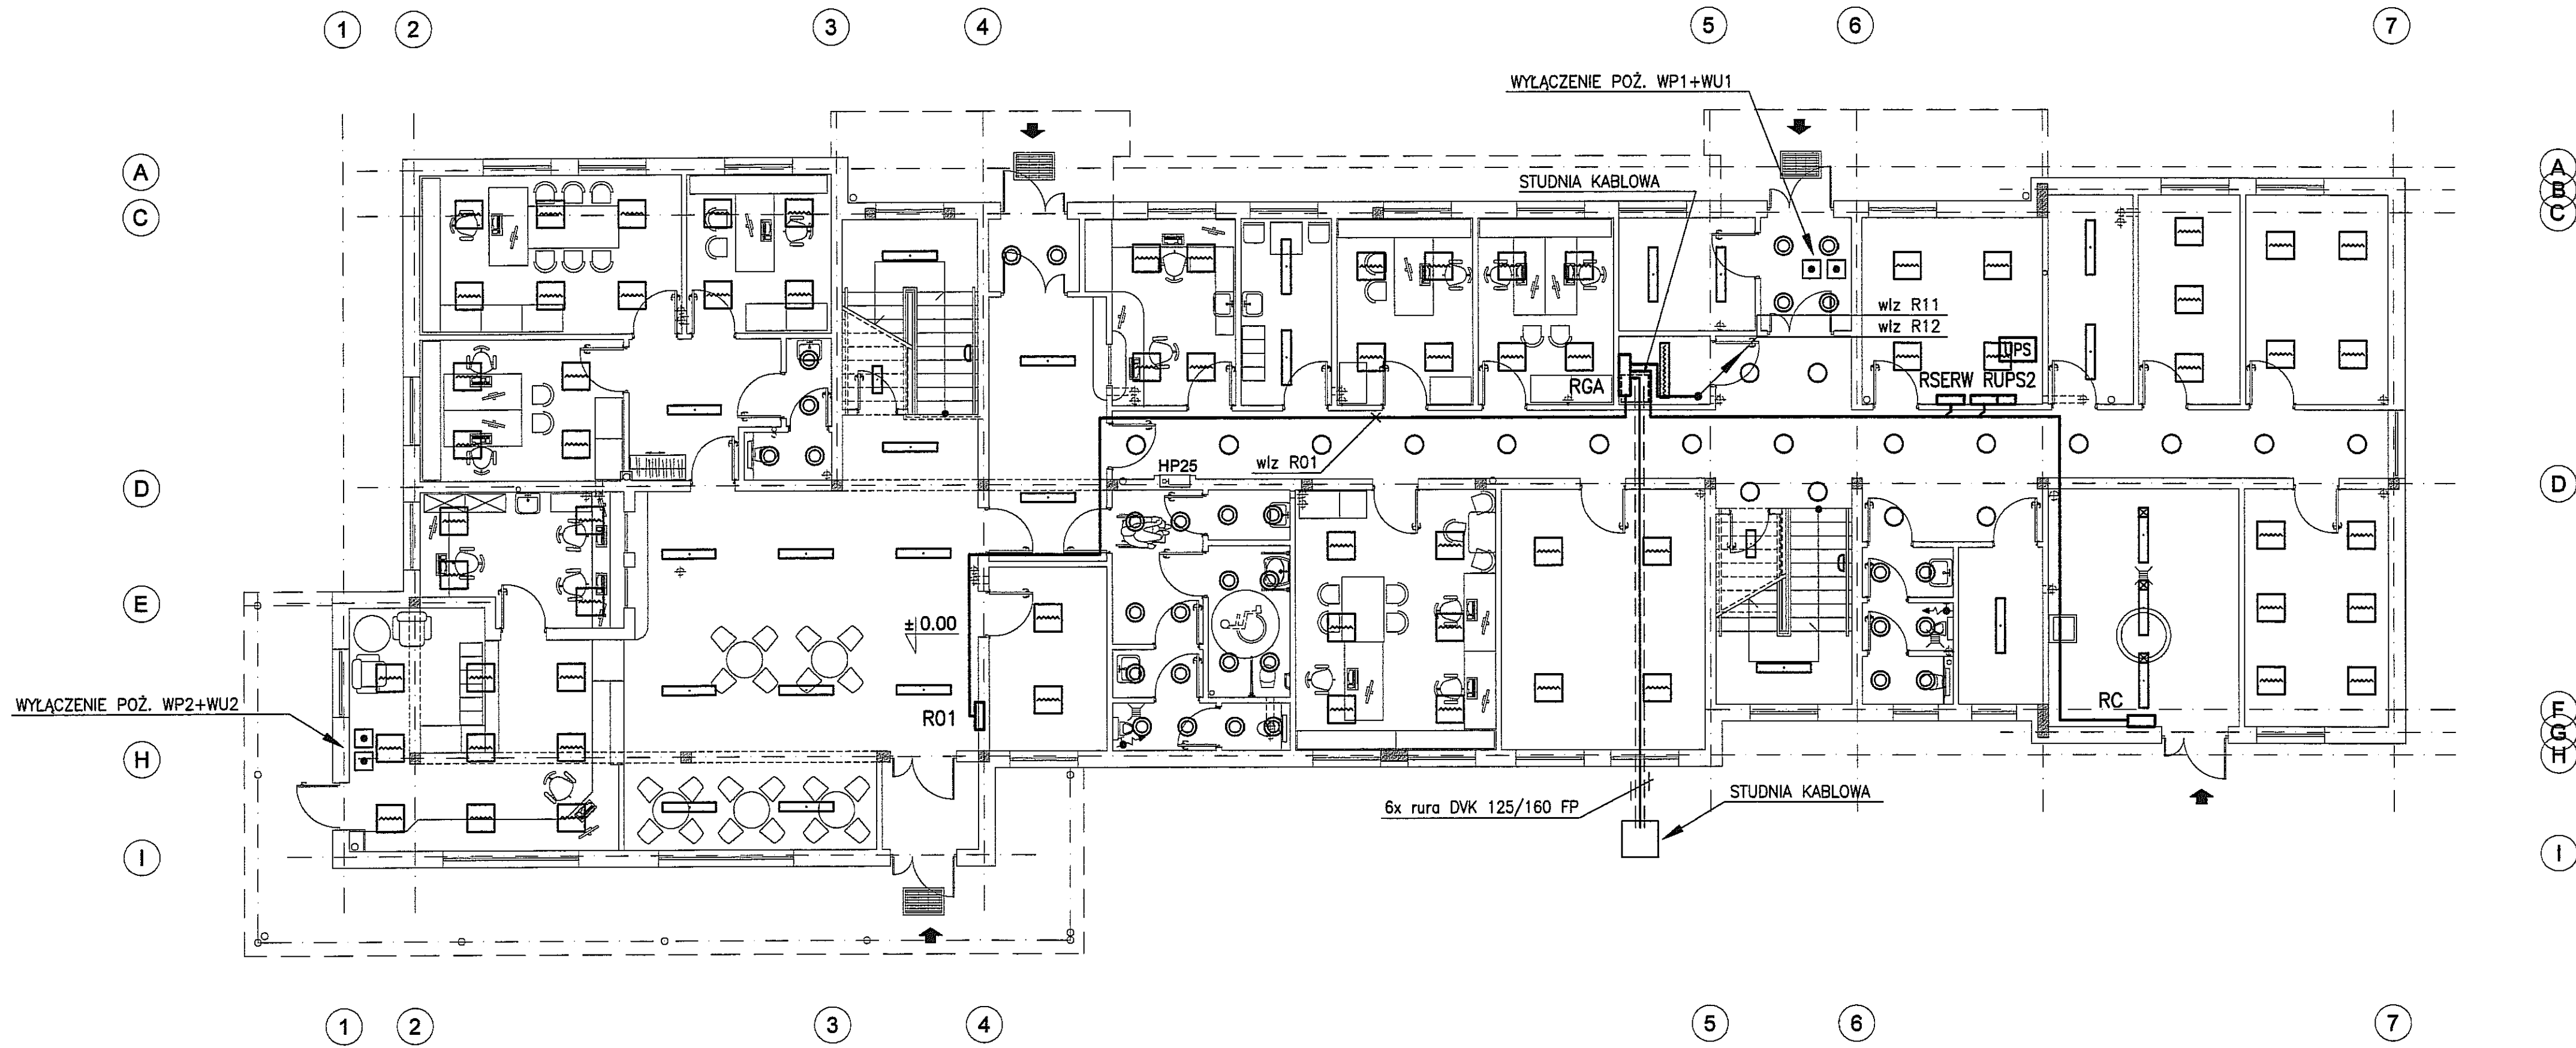 1 2 3 4 5 6 7
WYŁĄCZENIE POŻ. WP1+WU1
A A
B
STUDNIA KABLOWA
C C
wlz R11
wlz R12
UPS
RGA
RSERW RUPS2
wlz R01
HP25
D D
E
±0.00
WYŁĄCZENIE POŻ. WP2+WU2
R01
RC
F
G
H H
6x rura DVK 125/160 FP
STUDNIA KABLOWA
I I
1 2 3 4 5 6 7